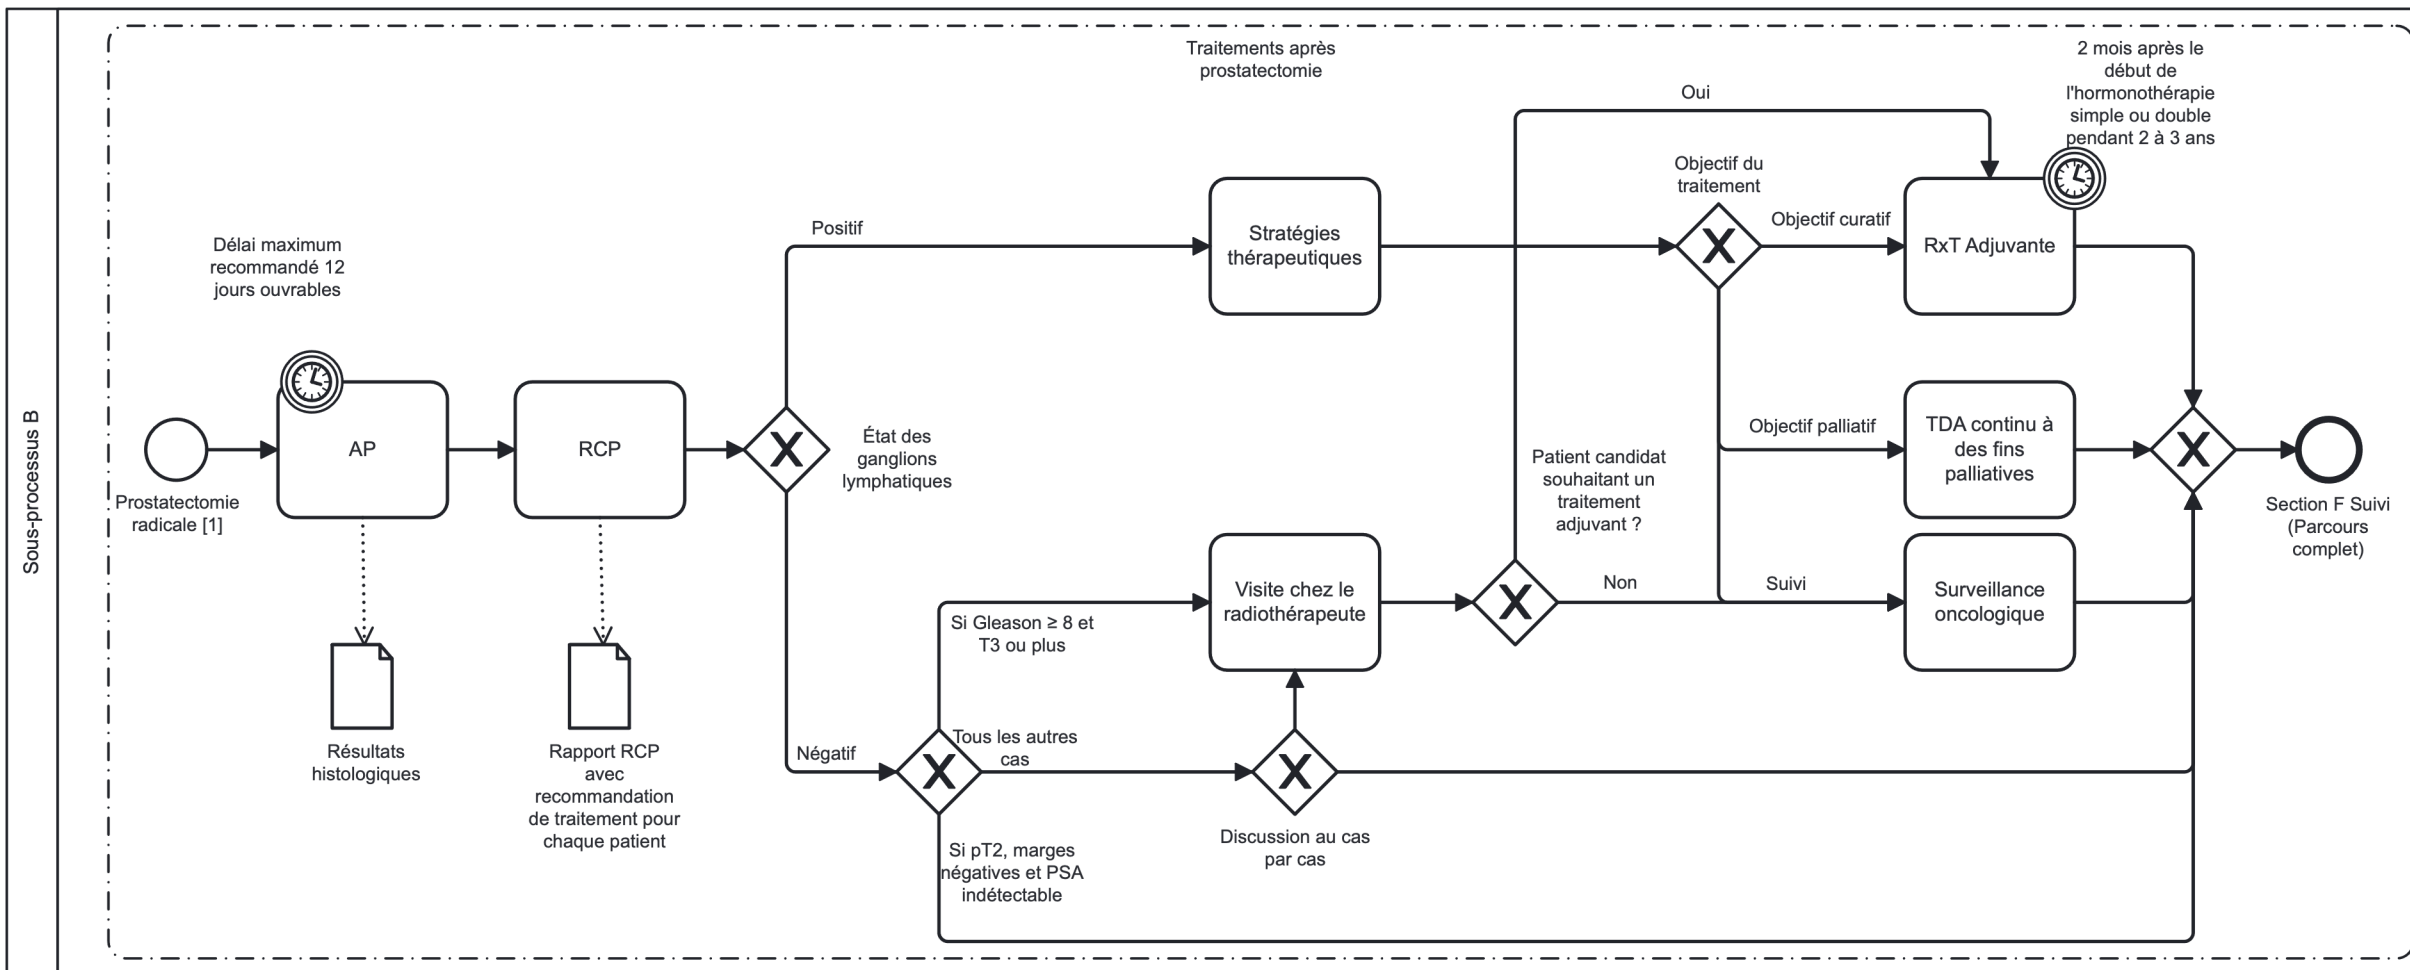 Sous-processus B
Traitements après
prostatectomie
2 mois après le
début de
l'hormonothérapie
simple ou double
pendant 2 à 3 ans
Oui
Objectif du
traitement
Positif
Stratégies
thérapeutiques
Objectif curatif
RxT Adjuvante
Délai maximum
recommandé 12
jours ouvrables
Prostatectomie
radicale [1]
AP
RCP
État des
ganglions
lymphatiques
Patient candidat
souhaitant un
traitement
adjuvant ?
Objectif palliatif
TDA continu à
des fins
palliatives
Section F Suivi
(Parcours
complet)
Si Gleason ≥ 8 et
T3 ou plus
Visite chez le
radiothérapeute
Non
Suivi
Surveillance
oncologique
Résultats
histologiques
Rapport RCP
avec
recommandation
de traitement pour
chaque patient
Négatif
Tous les autres
cas
Si pT2, marges
négatives et PSA
indétectable
Discussion au cas
par cas